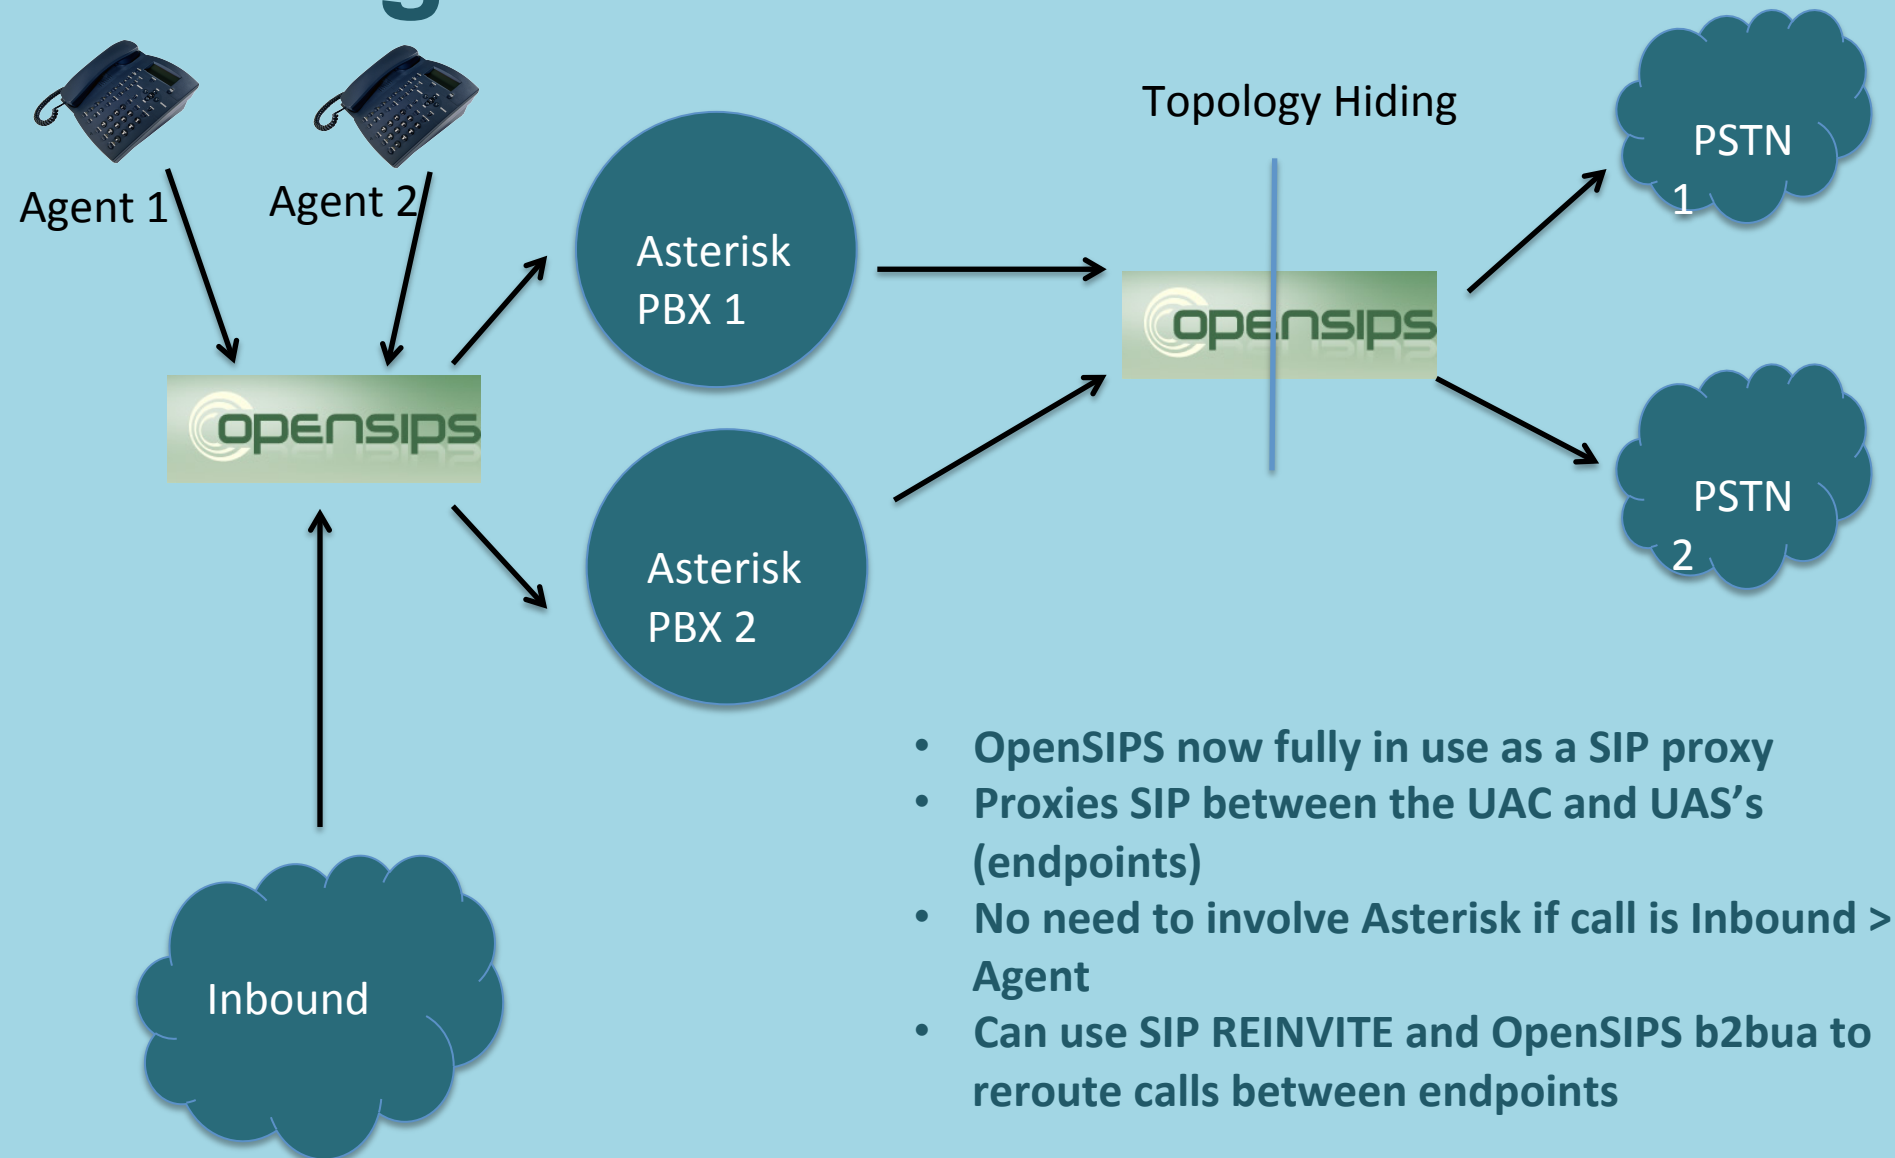 Agent 1
Agent 2
Asterisk
PBX 1
Topology Hiding
PSTN
1
opensips
opensips
Asterisk
PBX 2
PSTN
2
Inbound
• OpenSIPS now fully in use as a SIP proxy
• Proxies SIP between the UAC and UAS’s
(endpoints)
• No need to involve Asterisk if call is Inbound >
Agent
• Can use SIP REINVITE and OpenSIPS b2bua to
reroute calls between endpoints